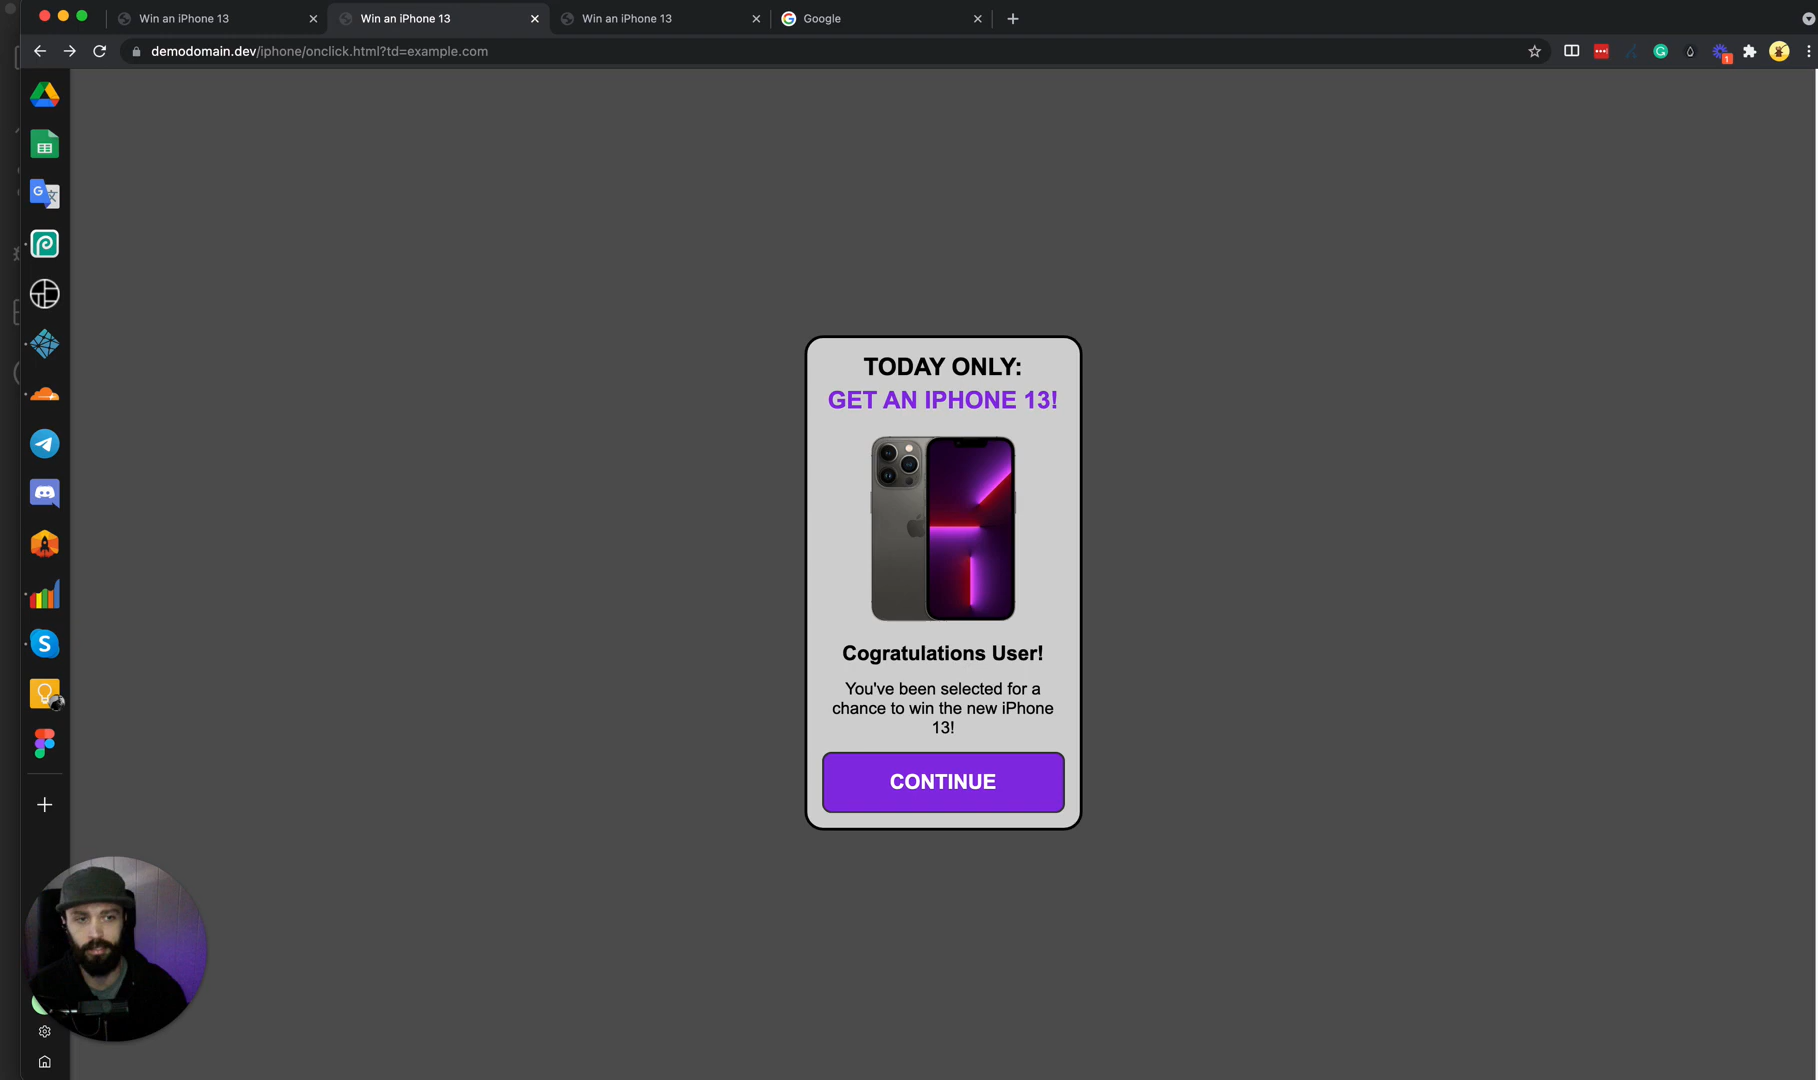 Win an iPhone 13
Win an iPhone 13
Win an iPhone 13
Google
demodomain.dev/iphone/onclick.html?td=example.com
1
TODAY ONLY:
GET AN IPHONE 13!
Cogratulations User!
You've been selected for a
chance to win the new iPhone
13!
CONTINUE